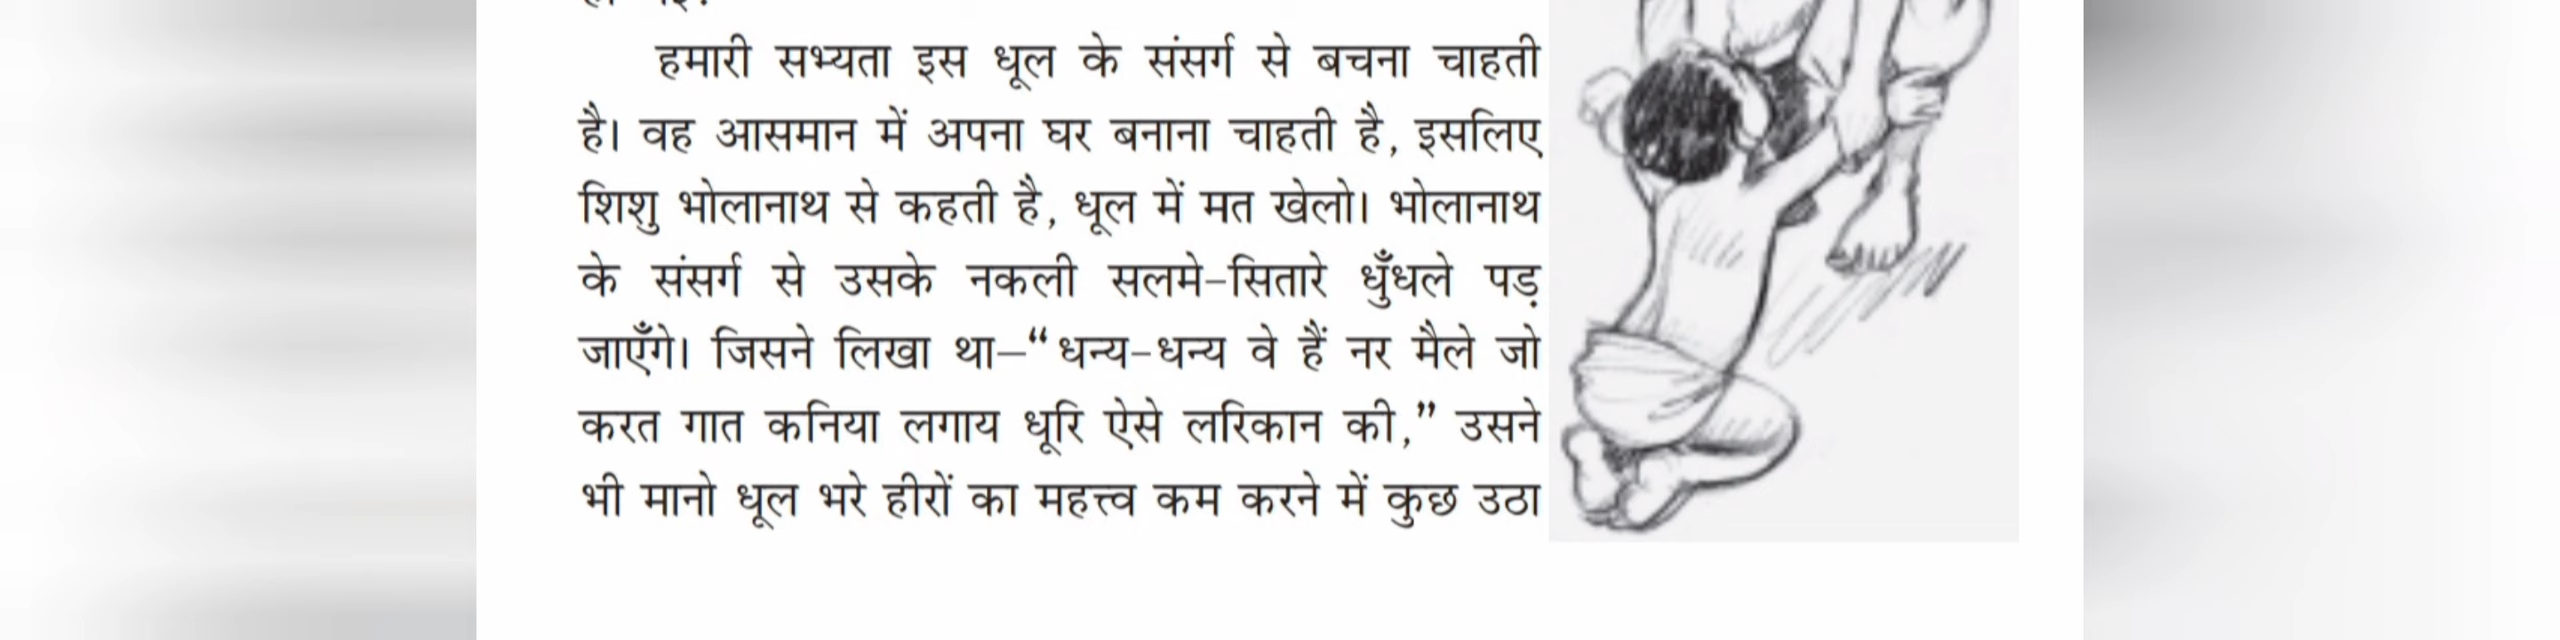 हमारी सभ्यता इस धूल के संसर्ग से बचना चाहती
है। वह आसमान में अपना घर बनाना चाहती है, इसलिए
शिशु भोलानाथ से कहती है, धूल में मत खेलो। भोलानाथ
के संसर्ग से उसके नकली सलमे-सितारे धुँधले पड़
जाएँगे। जिसने लिखा था–“धन्य-धन्य वे हैं नर मैले जो
करत गात कनिया लगाय धूरि ऐसे लरिकान की,” उसने
भी मानो धूल भरे हीरों का महत्त्व कम करने में कुछ उठा